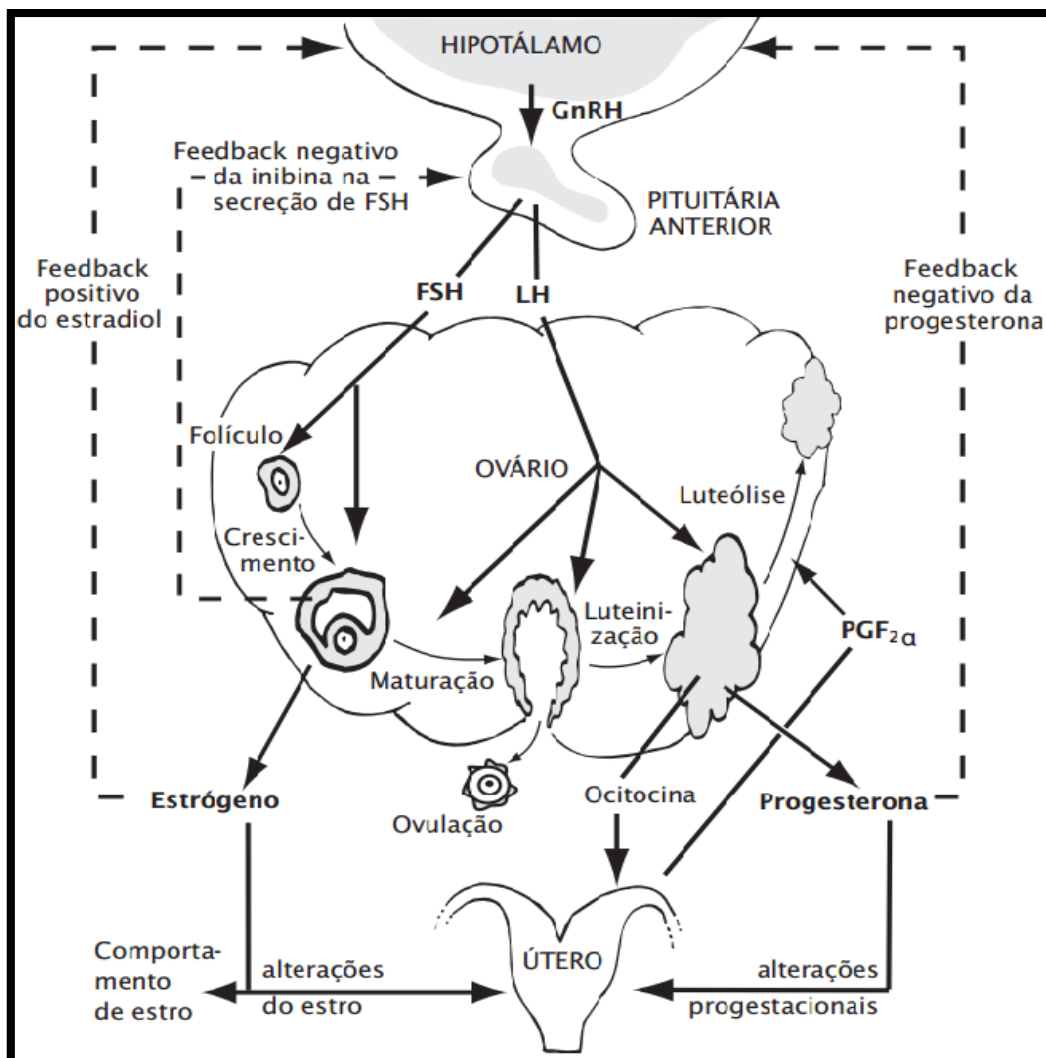 HIPOTÁLAMO
GnRH
Feedback negativo
da inibina na
secreção de FSH
PITUITÁRIA
ANTERIOR
Feedback
positivo
do estradiol
FSH
LH
Feedback
negativo da
progesterona
Folículo
OVÁRIO
Luteólise
Cresci-
mento
Luteini-
zação
PGF2α
Maturação
Estrógeno
Ovulação
Ocitocina
Progesterona
Comporta-
mento
de estro
alterações
do estro
ÚTERO
alterações
progestacionais